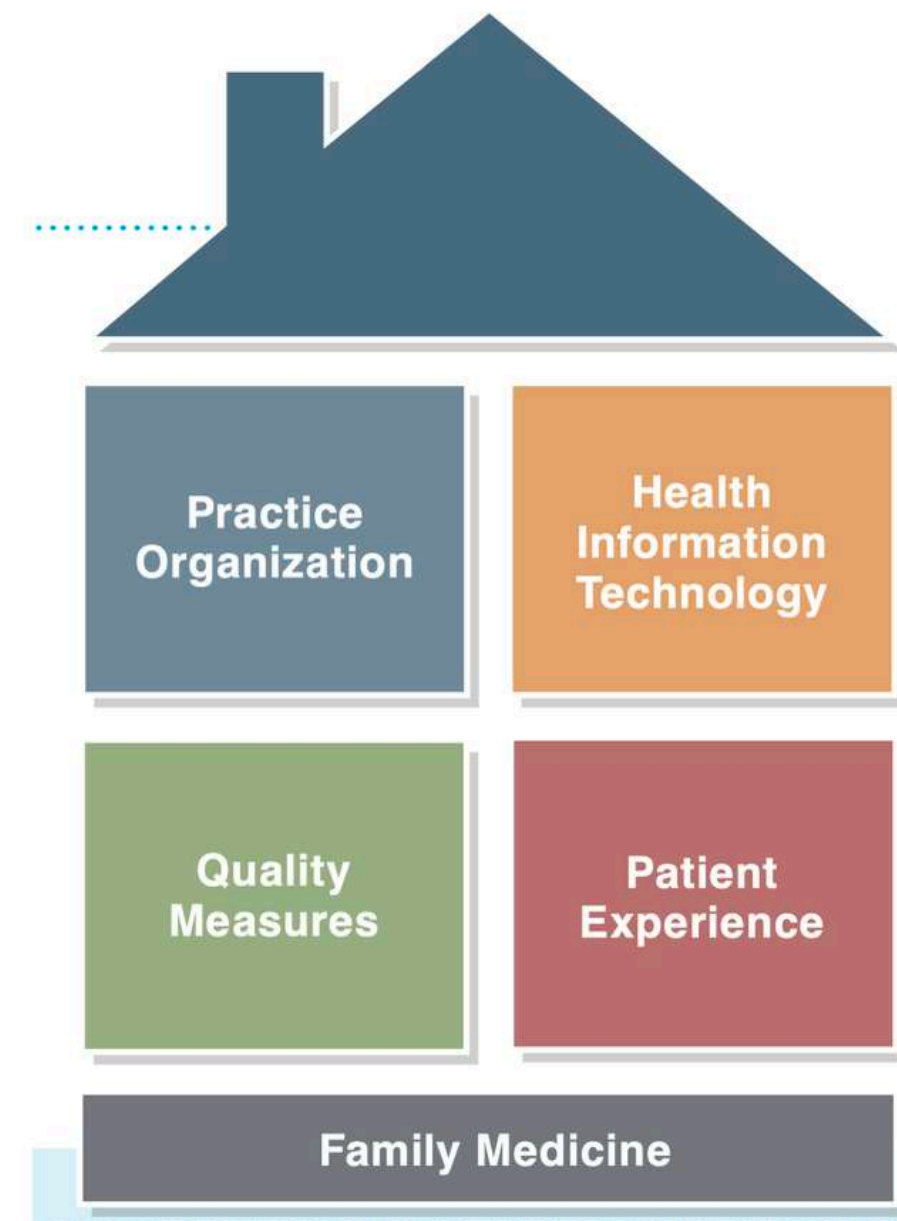 Practice
Organization
Health
Information
Technology
Quality
Measures
Patient
Experience
Family Medicine